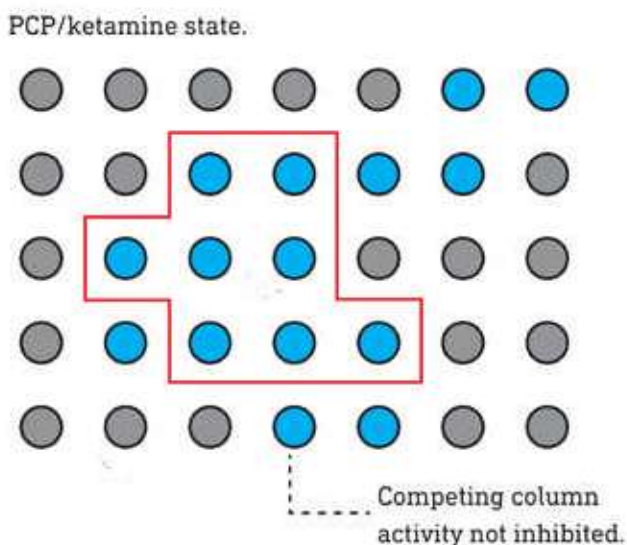 PCP/ketamine state.
Competing column
activity not inhibited.